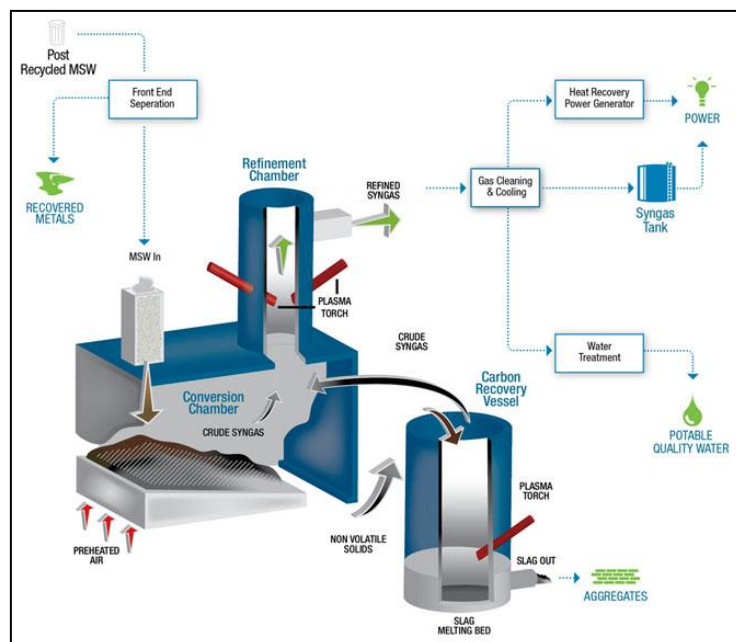 Post
Recycled MSW
Front End
Seperation
RECOVERED
METALS
MSW In
Refinement
Chamber
REFINED
SYNGAS
Gas Cleaning
& Cooling
Heat Recovery
Power Generator
POWER
Syngas
Tank
Water
Treatment
POTABLE
QUALITY WATER
PLASMA
TORCH
CRUDE
SYNGAS
Conversion
Chamber
CRUDE SYNGAS
Carbon
Recovery
Vessel
PREHEATED
AIR
NON VOLATILE
SOLIDS
PLASMA
TORCH
SLAG OUT
AGGREGATES
SLAG
MELTING BED